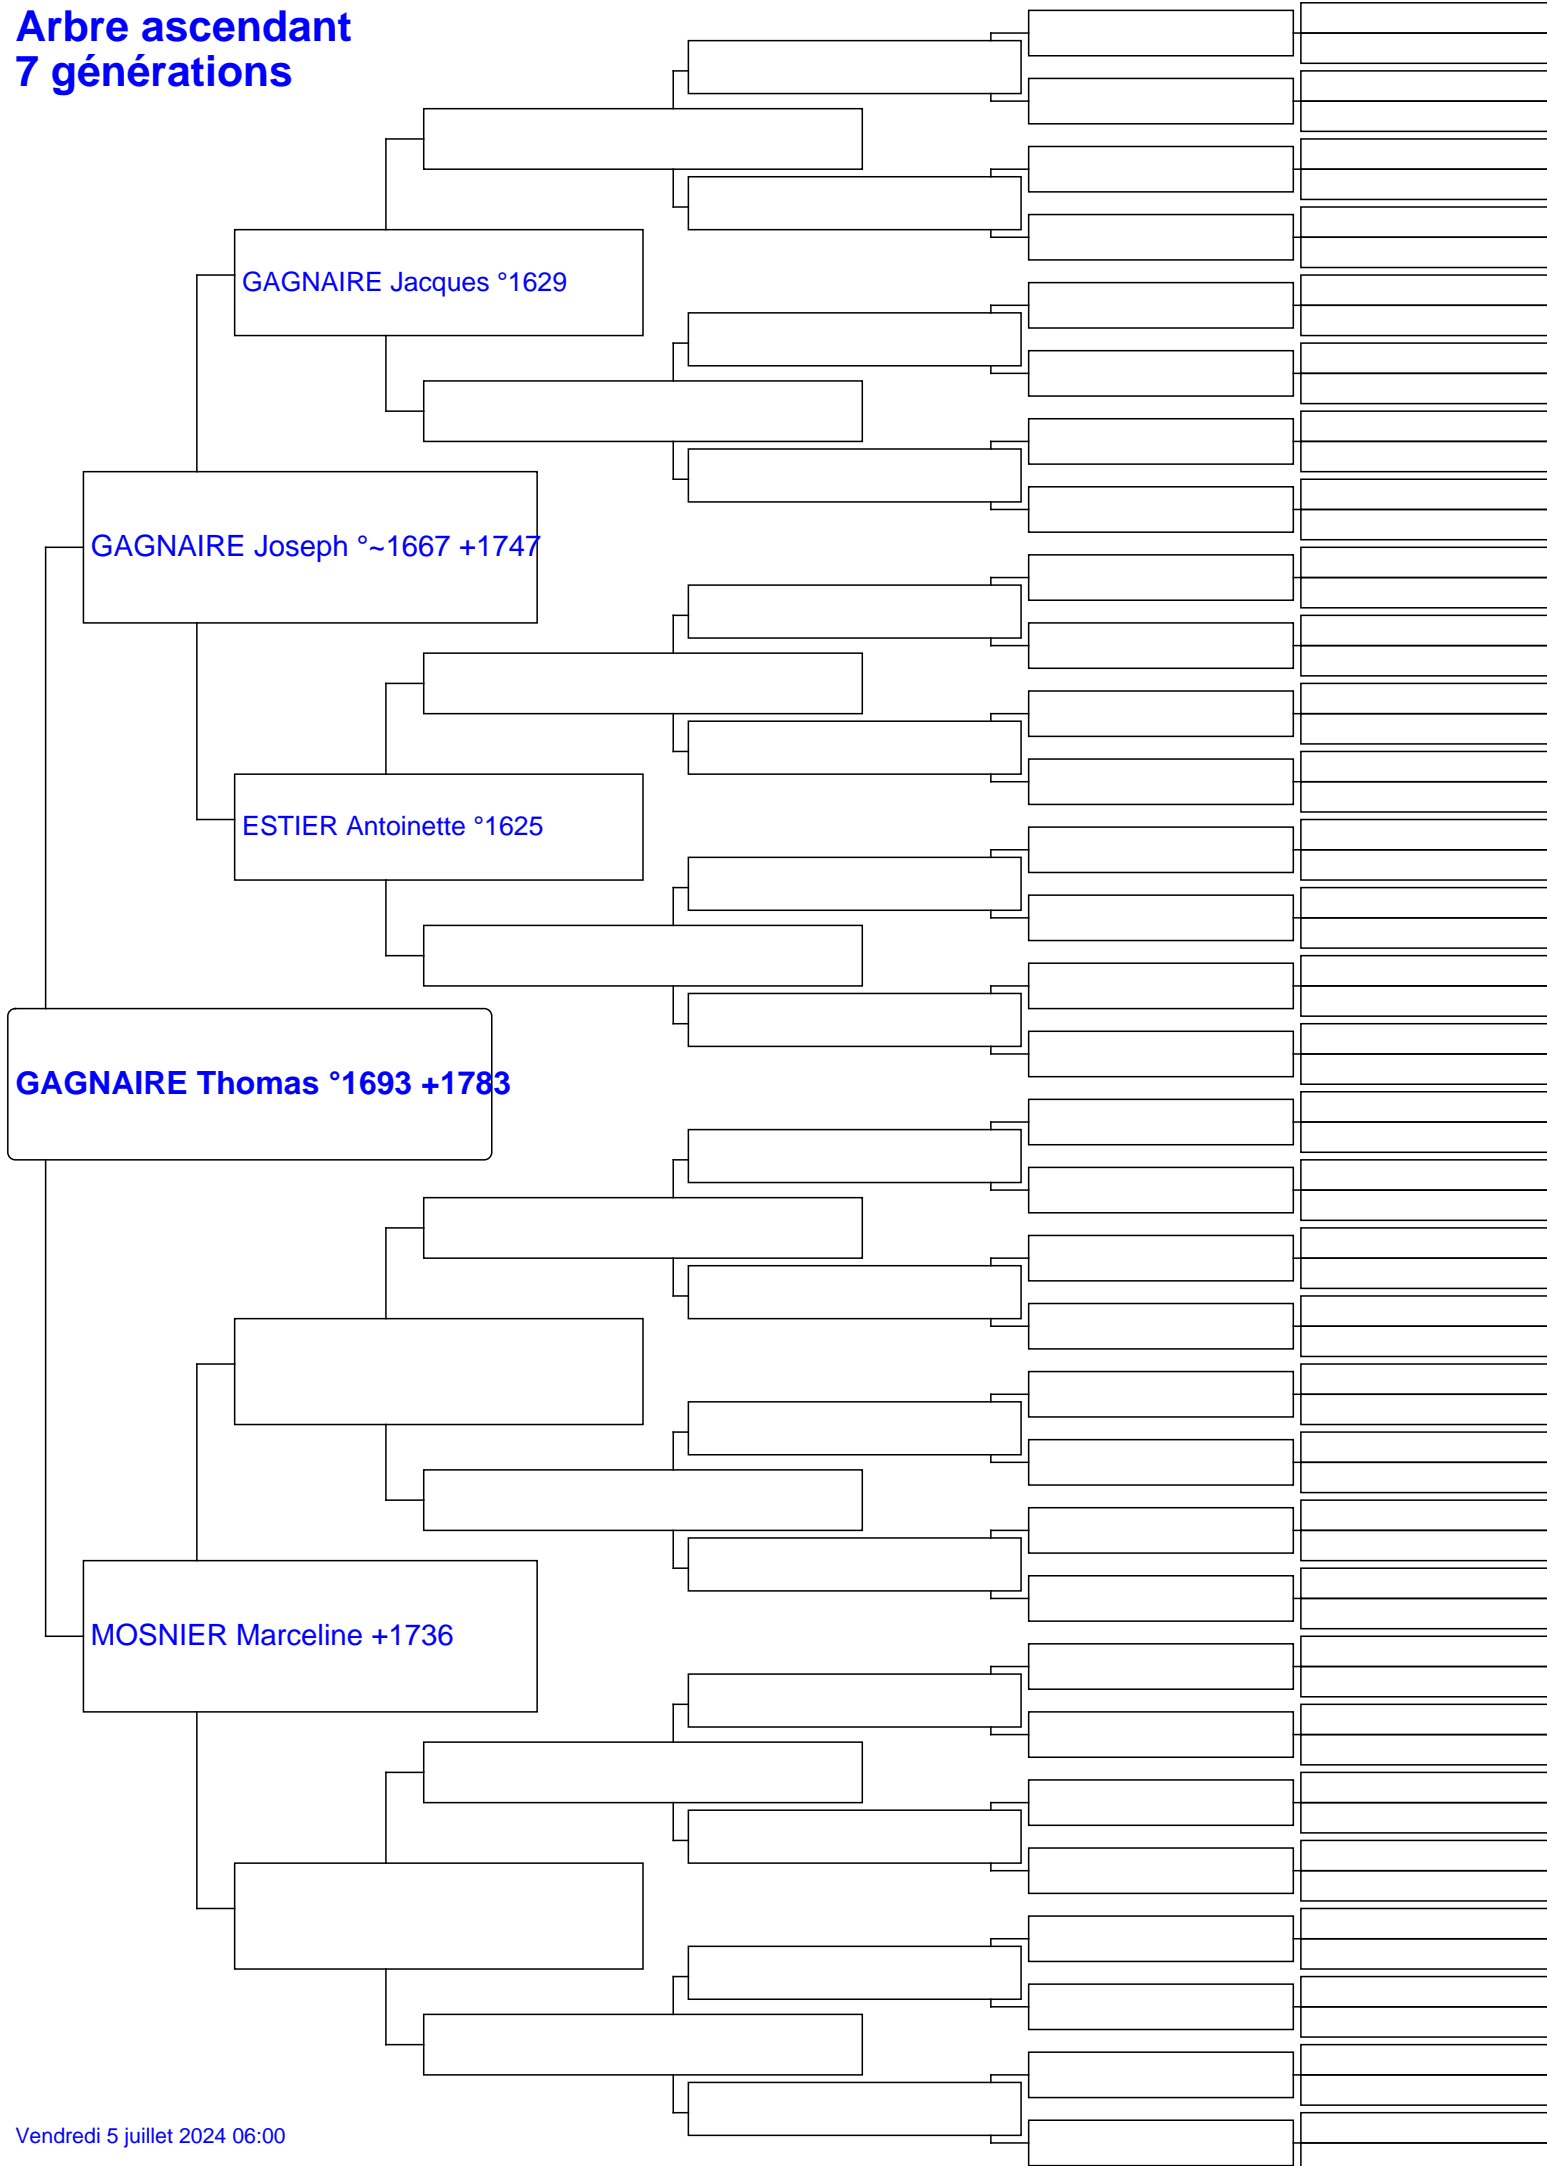 Arbre ascendant
7 générations
GAGNAIRE Jacques °1629
GAGNAIRE Joseph °~1667 +1747
ESTIER Antoinette °1625
GAGNAIRE Thomas °1693 +1783
MOSNIER Marceline +1736
Vendredi 5 juillet 2024 06:00